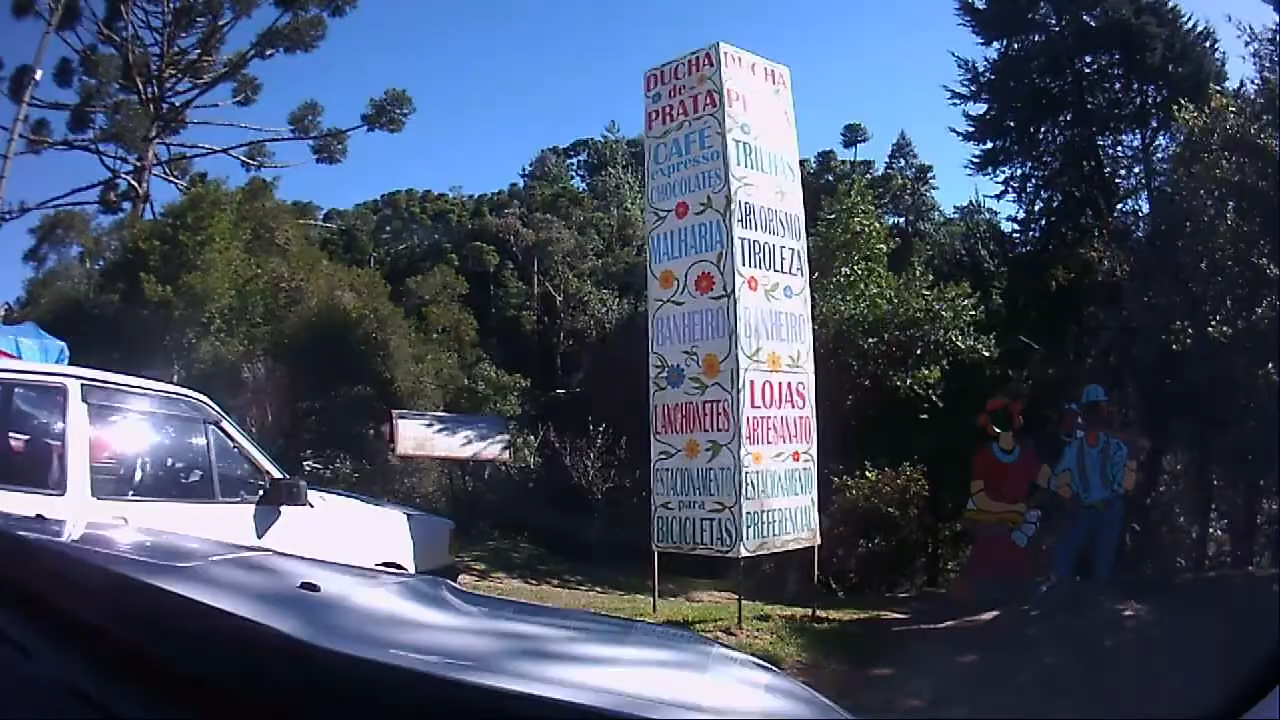 DUCHA
de
PRATA
CAFÉ
expresso
CHOCOLATES
MALHARIA
BANHEIRO
LANCHONETES
ESTACIONAMENTO
para
BICICLETAS
DUCHA
TRILHAS
ARVORISMO
TIROLEZA
BANHEIRO
LOJAS
ARTESANATO
ESTACIONAMENTO
PREFERENCIAL